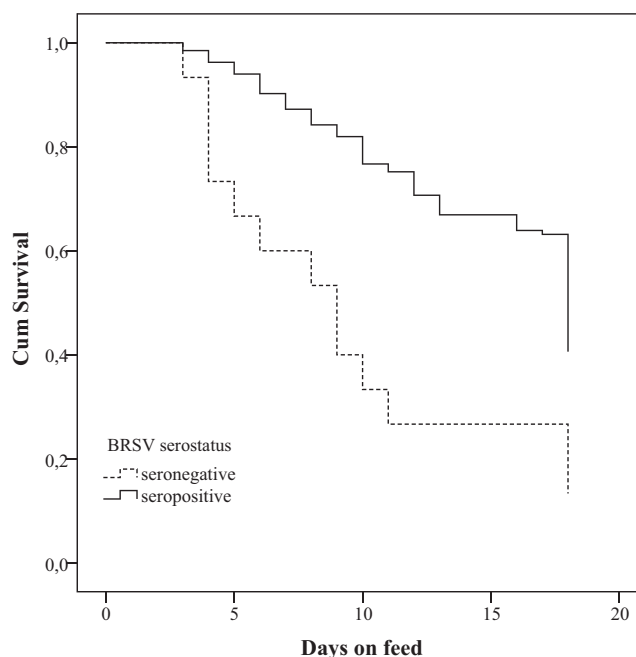 1,0
0,8
0,6
0,4
0,2
0,0
Cum Survival
BRSV serostatus
seronegative
seropositive
0 5 10 15 20
Days on feed